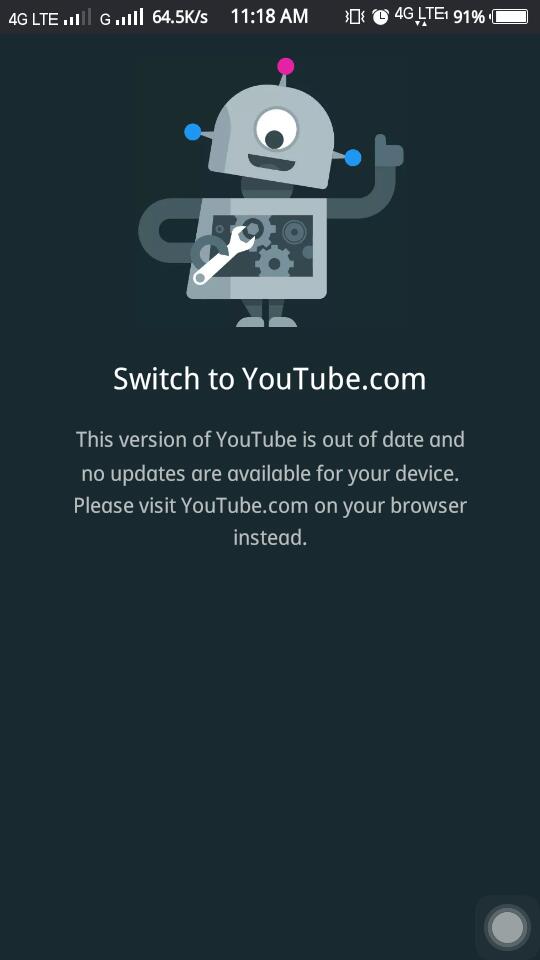 4G LTE G 64.5K/s 11:18 AM 4G LTE1 91%
Switch to YouTube.com
This version of YouTube is out of date and
no updates are available for your device.
Please visit YouTube.com on your browser
instead.